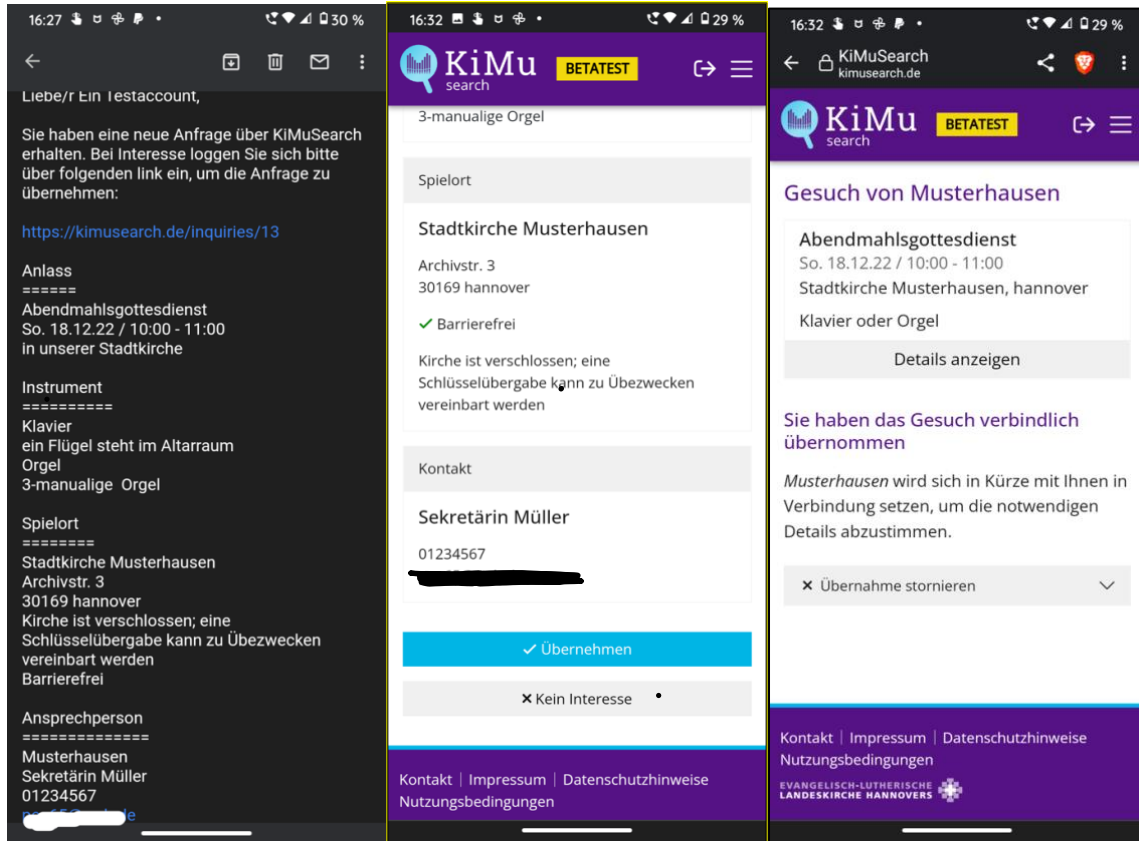 16:27
30 %
Liebe/r Ein Testaccount,
Sie haben eine neue Anfrage über KiMuSearch
erhalten. Bei Interesse loggen Sie sich bitte
über folgenden link ein, um die Anfrage zu
übernehmen:
https://kimusearch.de/inquiries/13
Anlass
======
Abendmahlsgottesdienst
So. 18.12.22 / 10:00 - 11:00
in unserer Stadtkirche
Instrument
==========
Klavier
ein Flügel steht im Altarraum
Orgel
3-manualige Orgel
Spielort
========
Stadtkirche Musterhausen
Archivstr. 3
30169 hannover
Kirche ist verschlossen; eine
Schlüsselübergabe kann zu Übezwecken
vereinbart werden
Barrierefrei
Ansprechperson
==============
Musterhausen
Sekretärin Müller
01234567
16:32
29 %
KiMu
search
BETATEST
3-manualige Orgel
Spielort
Stadtkirche Musterhausen
Archivstr. 3
30169 hannover
Barrierefrei
Kirche ist verschlossen; eine
Schlüsselübergabe kann zu Übezwecken
vereinbart werden
Kontakt
Sekretärin Müller
01234567
Übernehmen
Kein Interesse
Kontakt | Impressum | Datenschutzhinweise
Nutzungsbedingungen
16:32
29 %
KiMuSearch
kimusearch.de
KiMu
search
BETATEST
Gesuch von Musterhausen
Abendmahlsgottesdienst
So. 18.12.22 / 10:00 - 11:00
Stadtkirche Musterhausen, hannover
Klavier oder Orgel
Details anzeigen
Sie haben das Gesuch verbindlich
übernommen
Musterhausen wird sich in Kürze mit Ihnen in
Verbindung setzen, um die notwendigen
Details abzustimmen.
Übernahme stornieren
Kontakt | Impressum | Datenschutzhinweise
Nutzungsbedingungen
EVANGELISCH-LUTHERISCHE
LANDESKIRCHE HANNOVERS